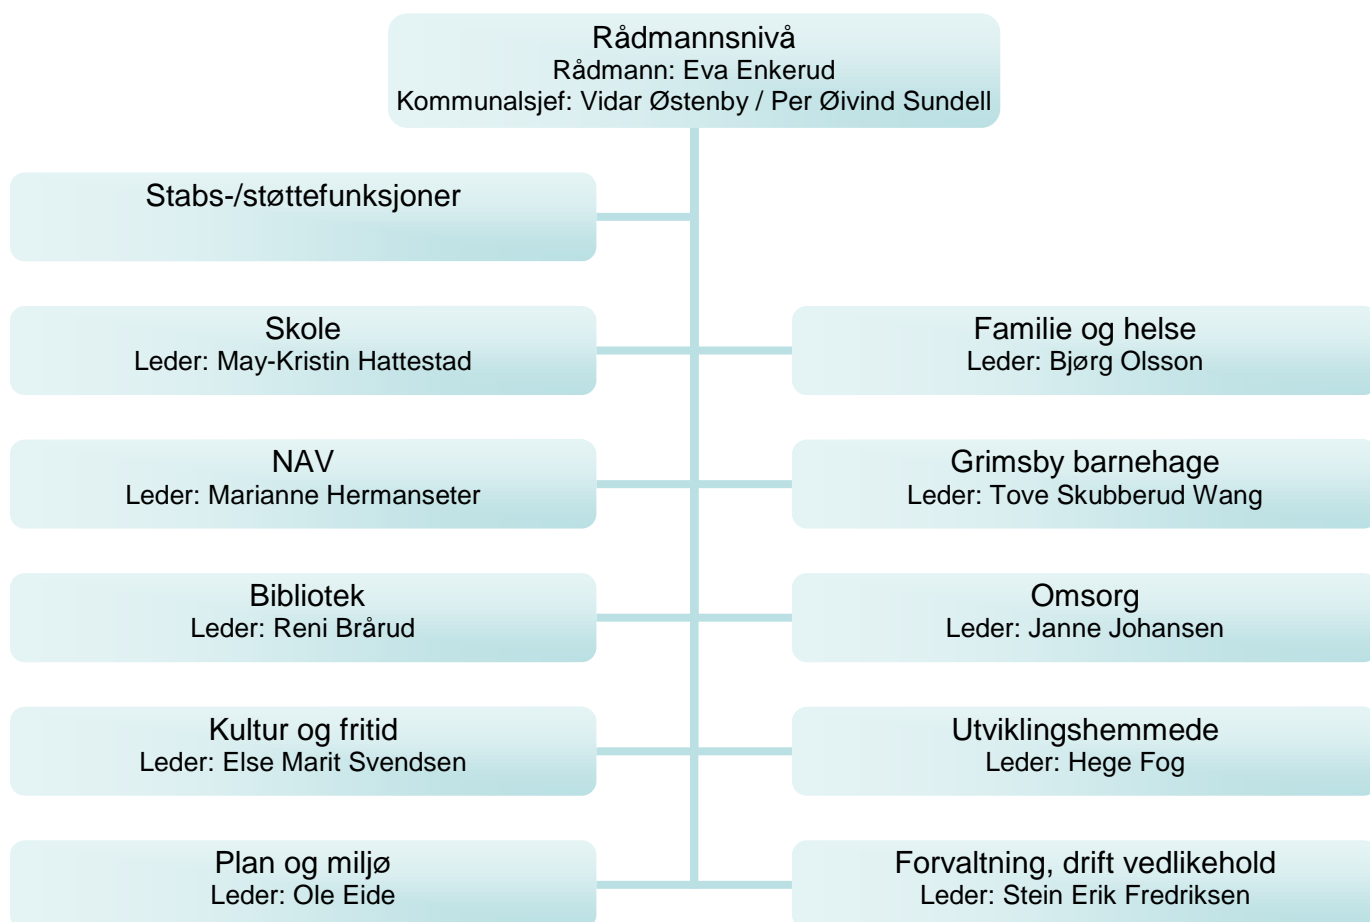 Rådmannsnivå
Rådmann: Eva Enkerud
Kommunalsjef: Vidar Østenby / Per Øivind Sundell
Stabs-/støttefunksjoner
Skole
Leder: May-Kristin Hattestad
Familie og helse
Leder: Bjørg Olsson
NAV
Leder: Marianne Hermanseter
Grimsby barnehage
Leder: Tove Skubberud Wang
Bibliotek
Leder: Reni Brårud
Omsorg
Leder: Janne Johansen
Kultur og fritid
Leder: Else Marit Svendsen
Utviklingshemmede
Leder: Hege Fog
Plan og miljø
Leder: Ole Eide
Forvaltning, drift vedlikehold
Leder: Stein Erik Fredriksen